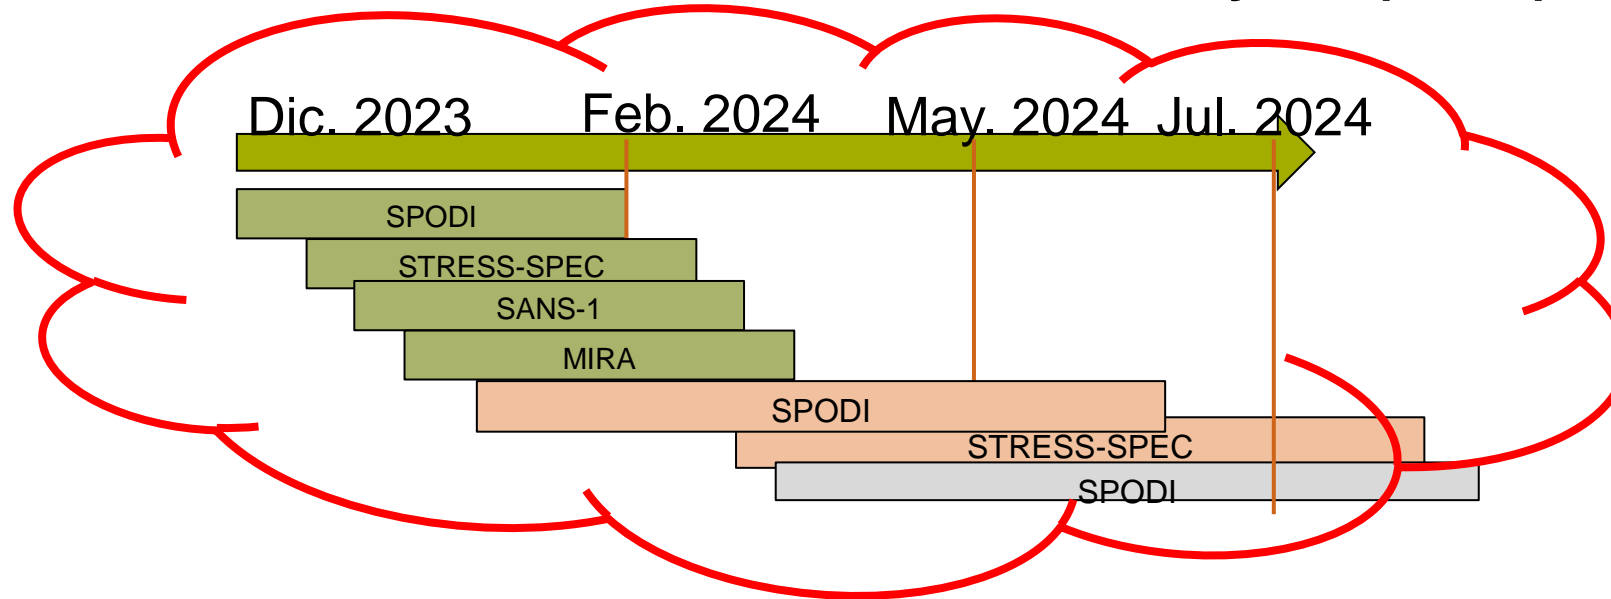 Dic. 2023 Feb. 2024 May. 2024 Jul. 2024
SPODI
STRESS-SPEC
SANS-1
MIRA
SPODI
STRESS-SPEC
SPODI